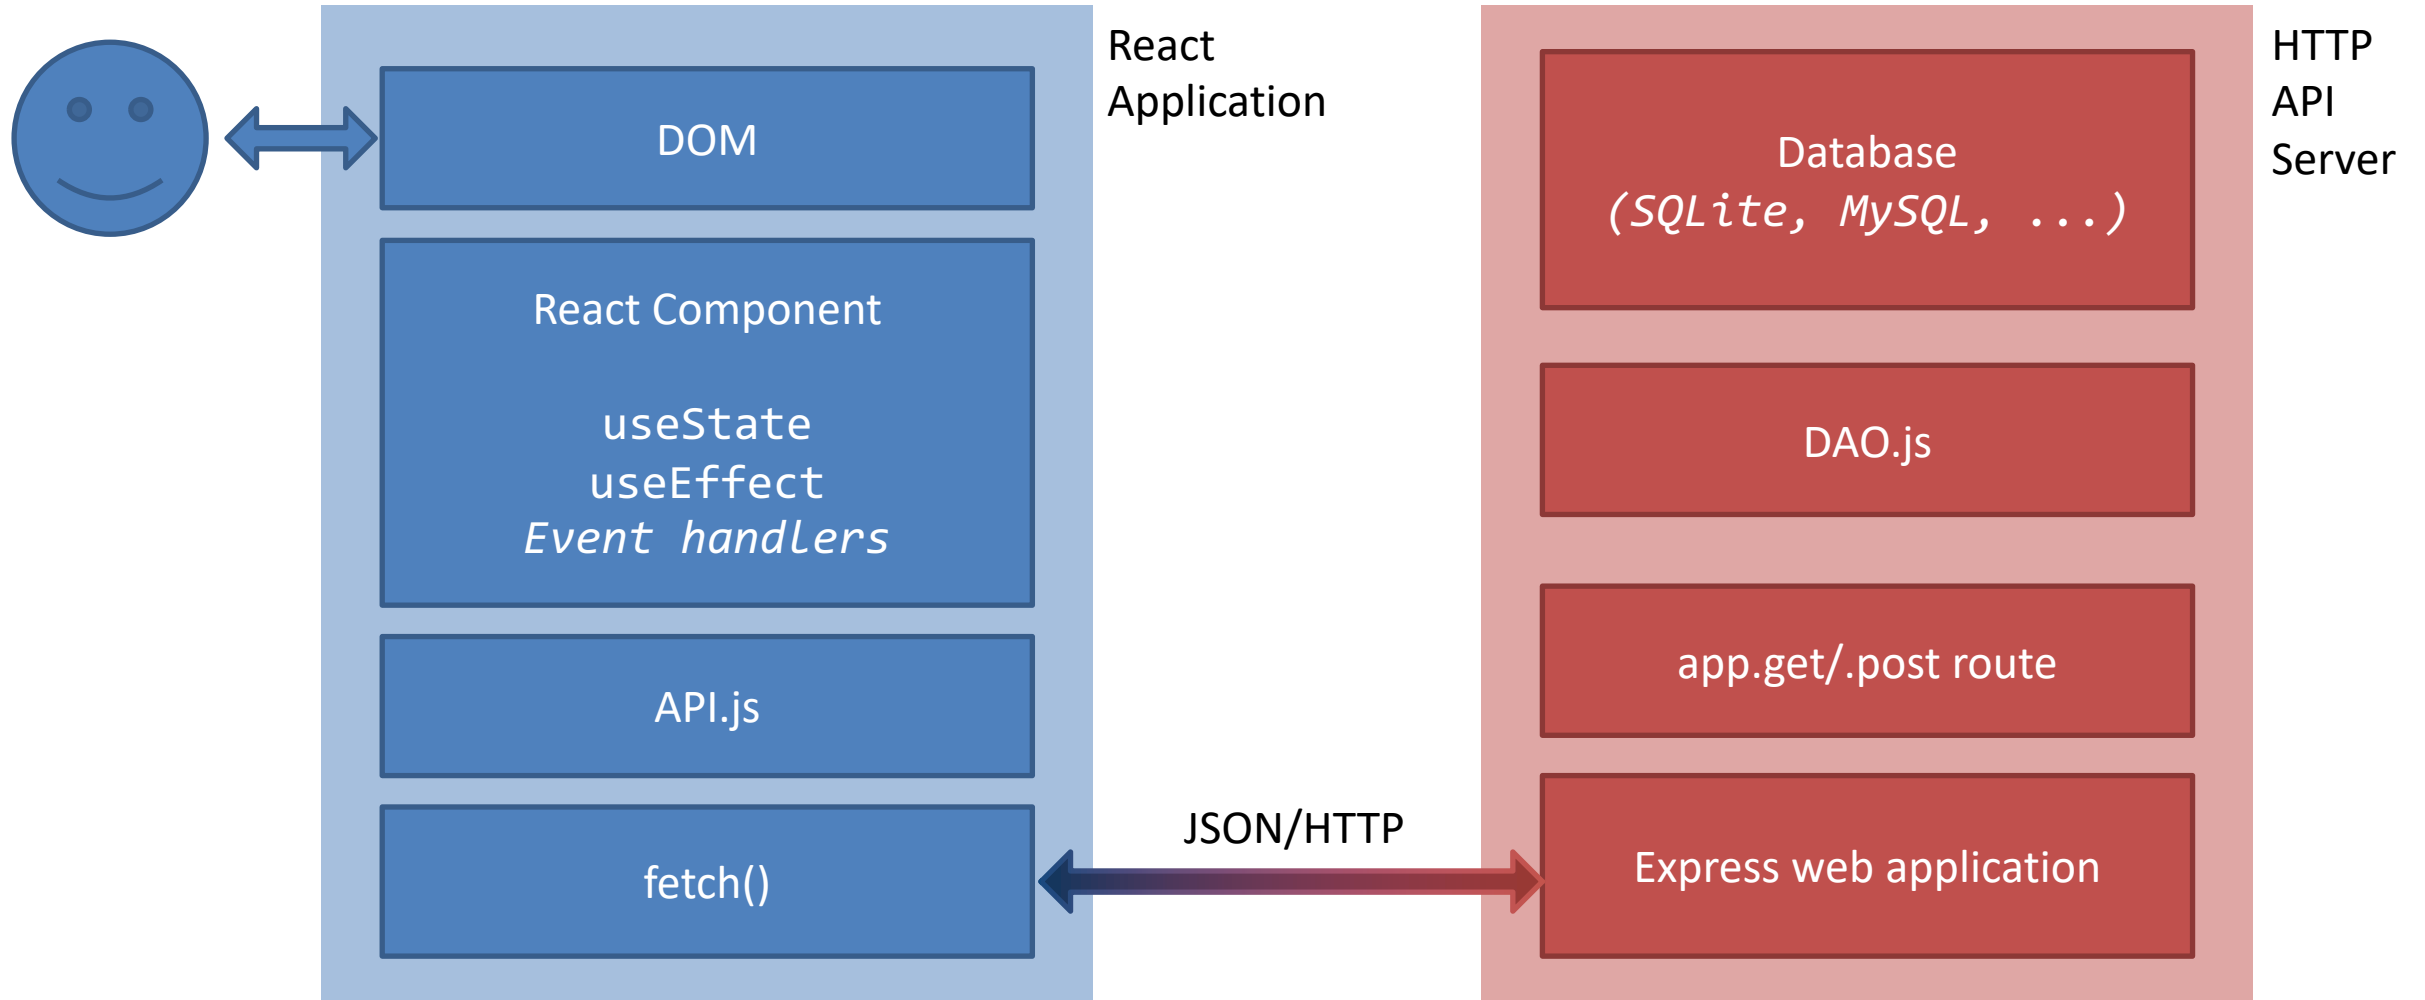 React
Application
DOM
React Component
useState
useEffect
Event handlers
API.js
fetch()
JSON/HTTP
HTTP
API
Server
Database
(SQLite, MySQL, ...)
DAO.js
app.get/.post route
Express web application